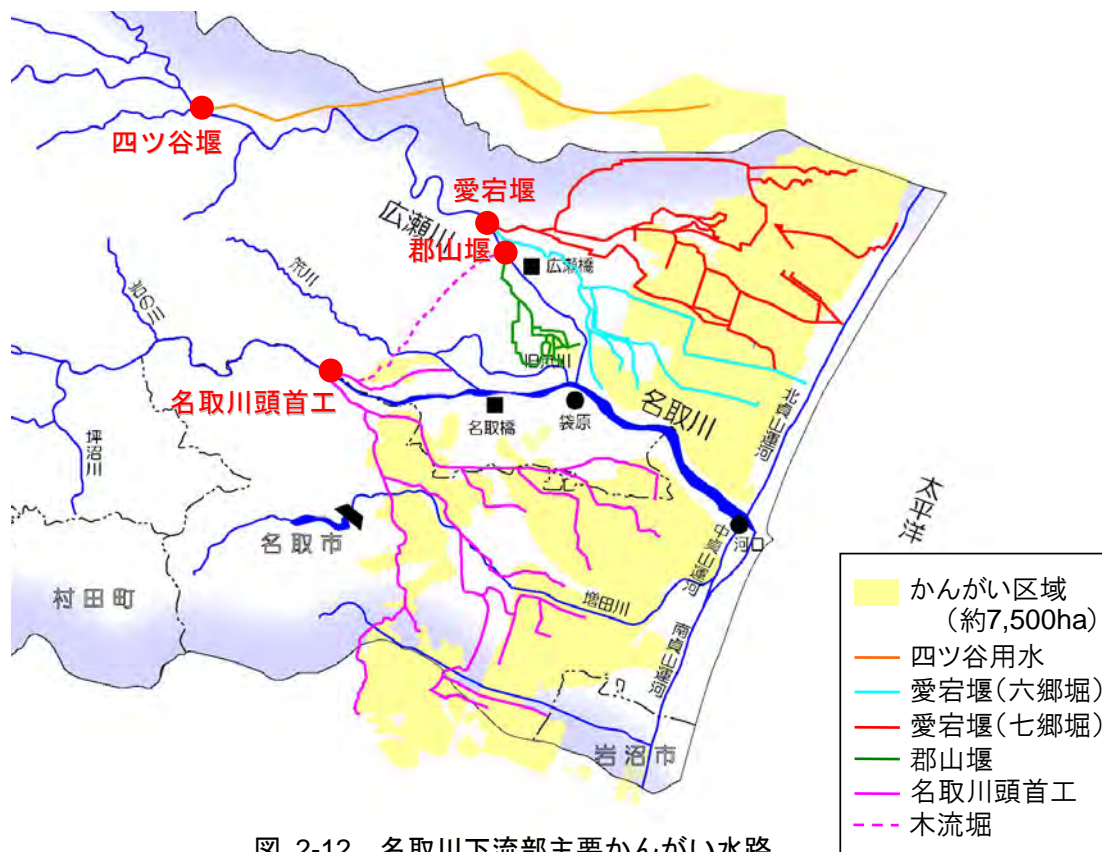 四ツ谷堰
愛宕堰
広瀬川
郡山堰
広瀬橋
笊川
旧笊川
名取川頭首工
名取橋
袋原
名取川
北貞山運河
坪沼川
太平洋
河口
中貞山運河
名取市
増田川
村田町
南貞山運河
岩沼市
かんがい区域
(約7,500ha)
四ツ谷用水
愛宕堰(六郷堀)
愛宕堰(七郷堀)
郡山堰
名取川頭首工
木流堀
図 2-12 名取川下流部主要かんがい水路